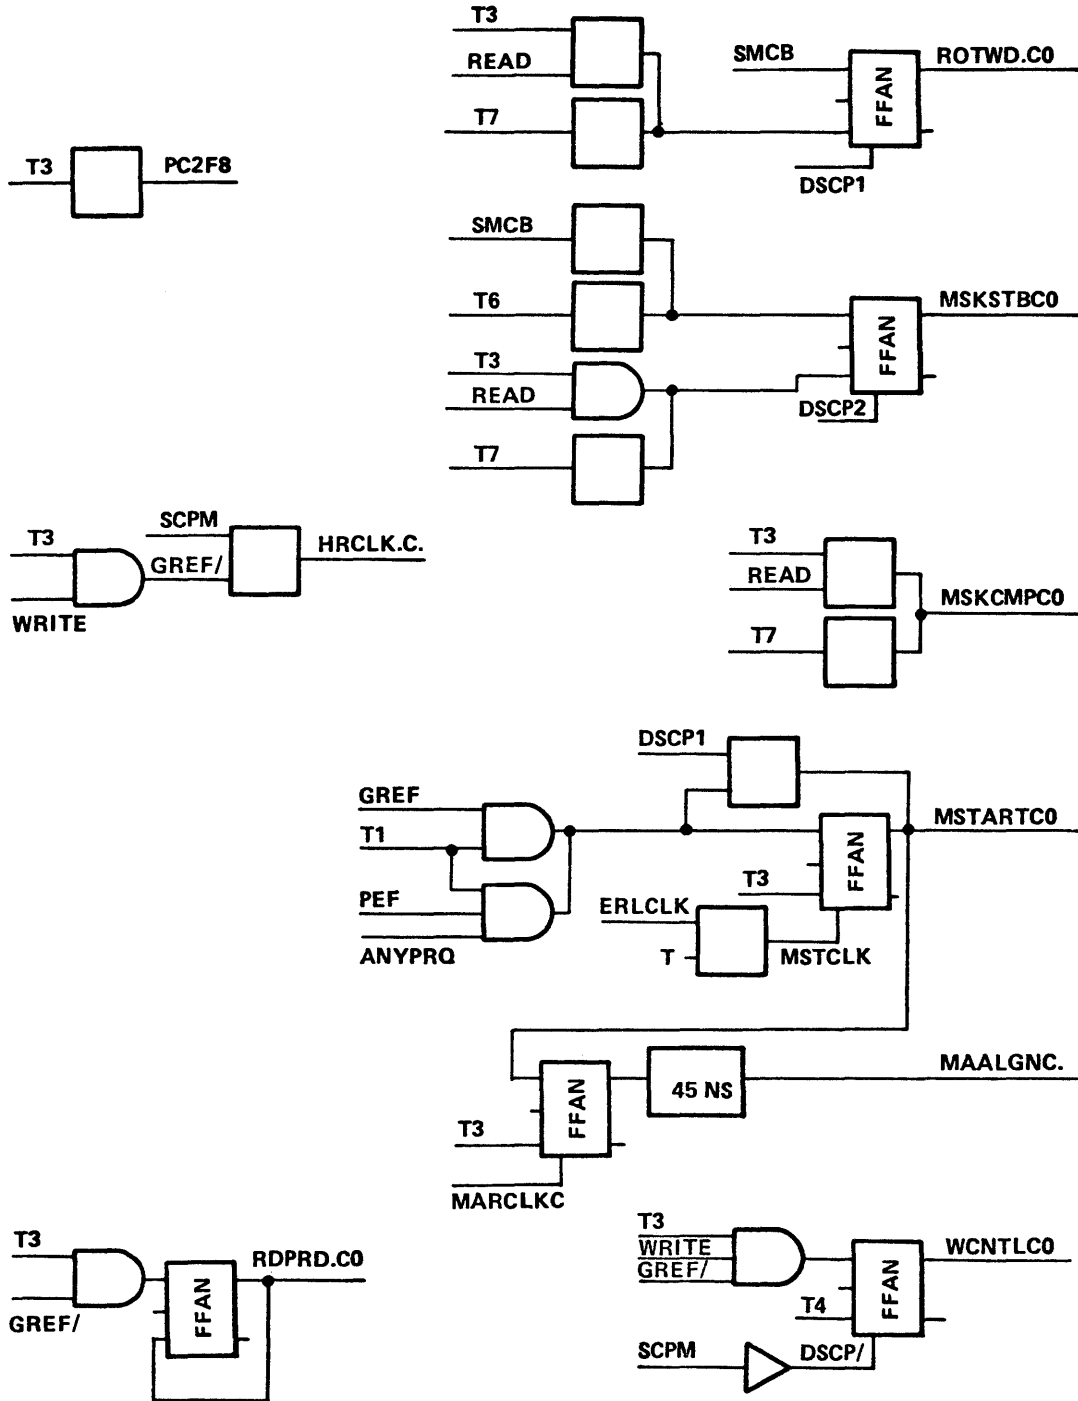 T3
READ
SMCB
ROTWD.C0
FFAN
T7
DSCP1
T3
PC2F8
SMCB
T6
MSKSTBC0
FFAN
T3
READ
DSCP2
T7
SCPM
T3
GREF/
HRCLK.C.
WRITE
T3
READ
MSKCMPC0
T7
DSCP1
GREF
T1
MSTARTC0
FFAN
T3
PEF
ERLCLK
ANYPRQ
T
MSTCLK
MAALGNC.
45 NS
FFAN
T3
MARCLKC
T3
RDPRD.C0
FFAN
GREF/
T3
WRITE
GREF/
WCNTLC0
FFAN
T4
SCPM
DSCP/